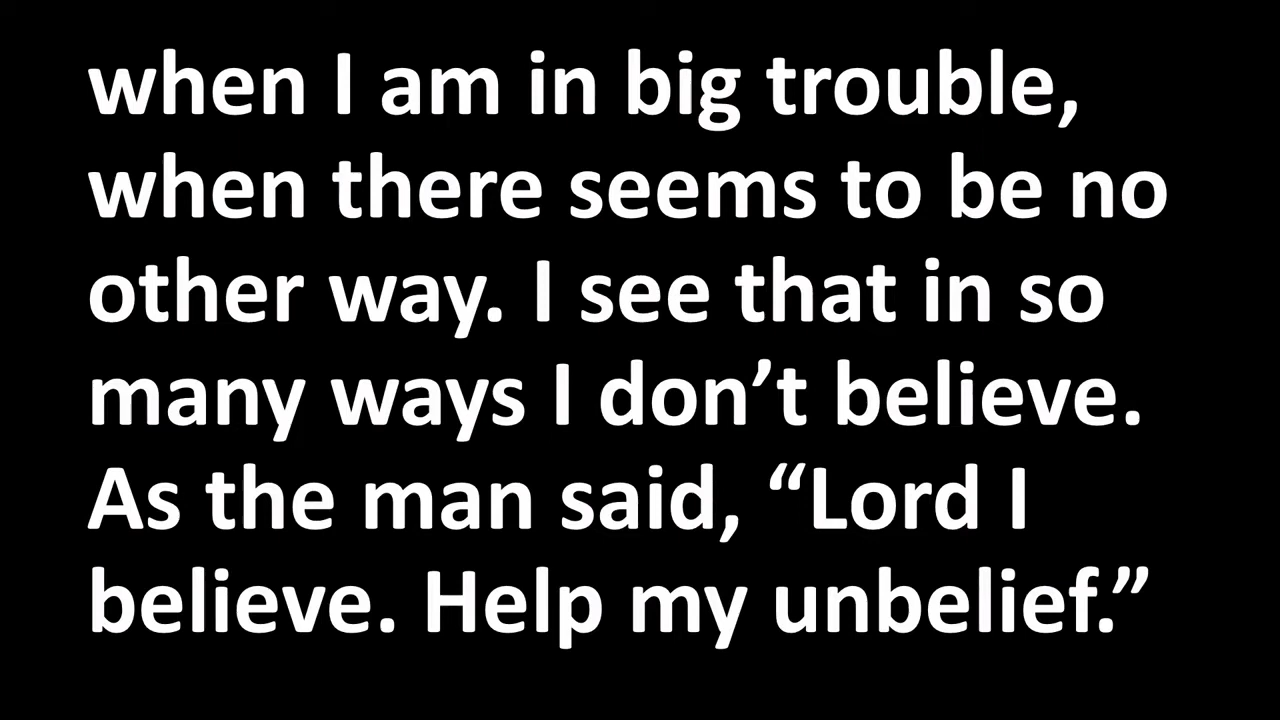 when I am in big trouble,
when there seems to be no
other way. I see that in so
many ways I don’t believe.
As the man said, “Lord I
believe. Help my unbelief.”